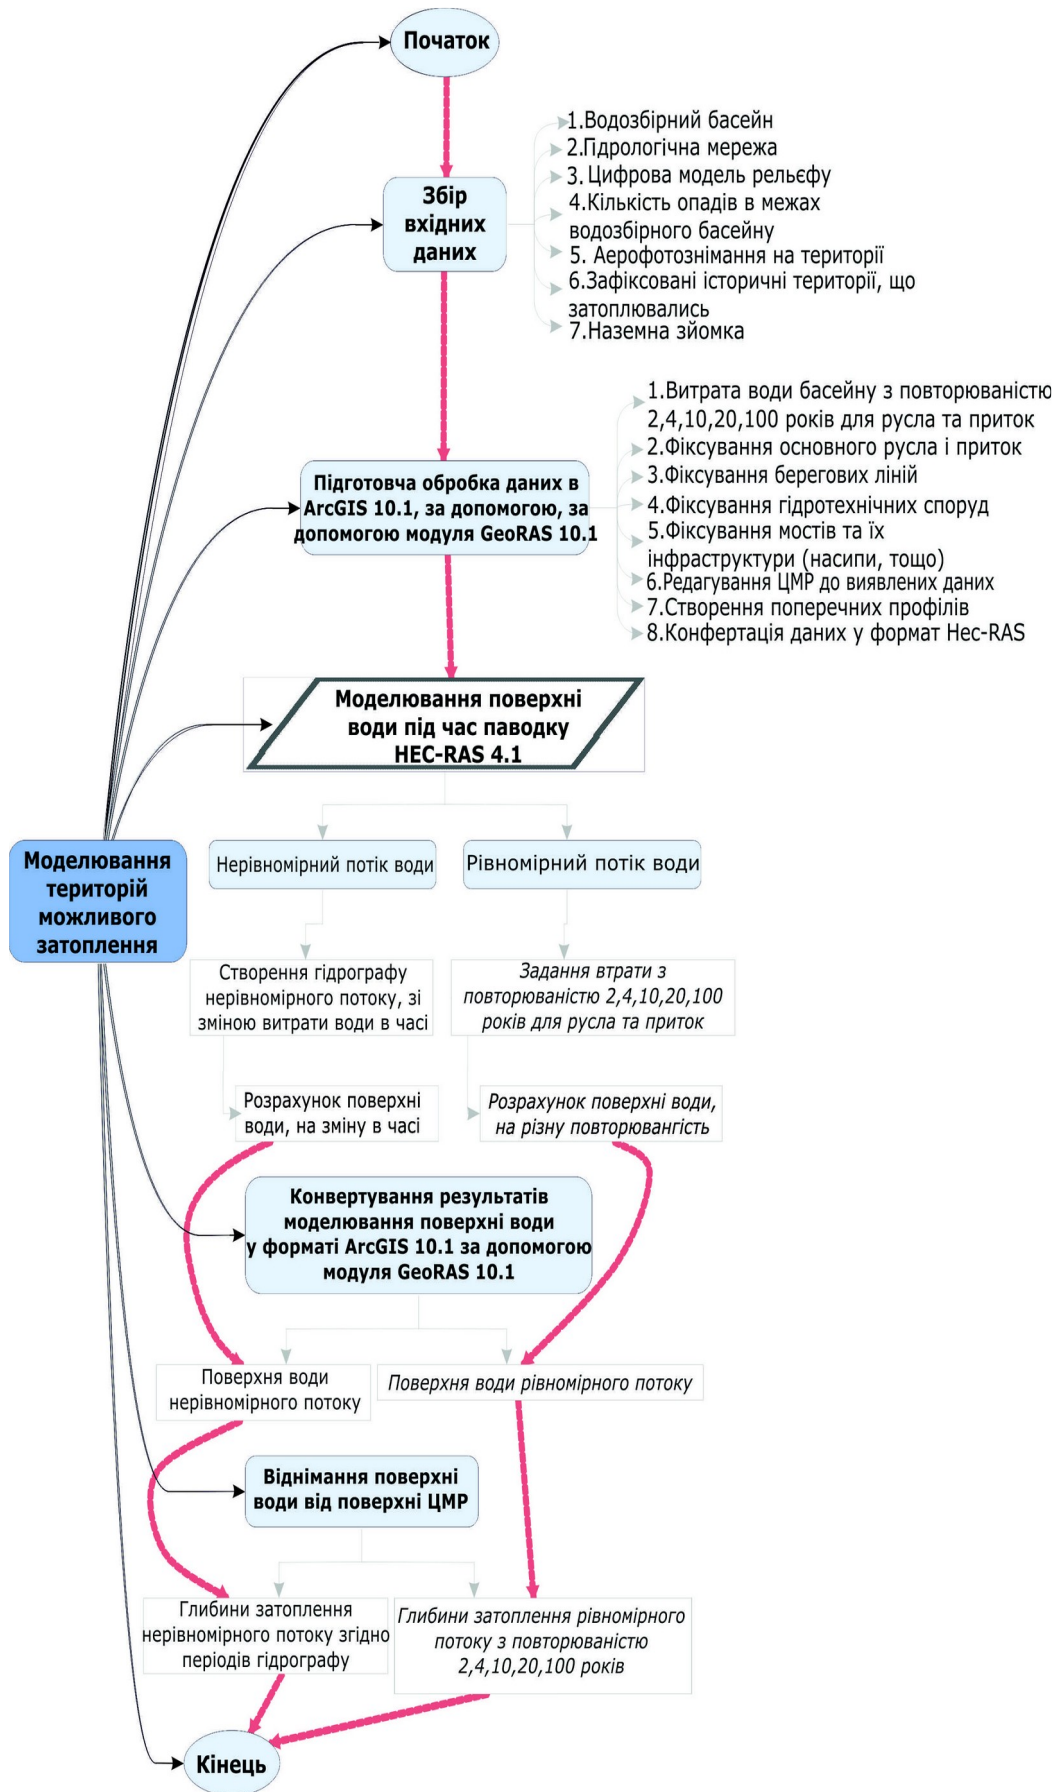 Початок
Збір
вхідних
даних
1.Водозбірний басейн
2.Гідрологічна мережа
3. Цифрова модель рельєфу
4.Кількість опадів в межах
водозбірного басейну
5. Аерофотознімання на території
6.Зафіксовані історичні території, що
затоплювались
7.Наземна зйомка
Підготовча обробка даних в
ArcGIS 10.1, за допомогою, за
допомогою модуля GeoRAS 10.1
1.Витрата води басейну з повторюваністю
2,4,10,20,100 років для русла та приток
2.Фіксування основного русла і приток
3.Фіксування берегових ліній
4.Фіксування гідротехнічних споруд
5.Фіксування мостів та їх
інфраструктури (насипи, тощо)
6.Редагування ЦМР до виявлених даних
7.Створення поперечних профілів
8.Конфертація даних у формат Hec-RAS
Моделювання поверхні
води під час паводку
HEC-RAS 4.1
Моделювання
територій
можливого
затоплення
Нерівномірний потік води
Рівномірний потік води
Створення гідрографу
нерівномірного потоку, зі
зміною витрати води в часі
Задання втрати з
повторюваністю 2,4,10,20,100
років для русла та приток
Розрахунок поверхні
води, на зміну в часі
Розрахунок поверхні води,
на різну повторювангість
Конвертування результатів
моделювання поверхні води
у форматі ArcGIS 10.1 за допомогою
модуля GeoRAS 10.1
Поверхня води
нерівномірного потоку
Поверхня води рівномірного потоку
Віднімання поверхні
води від поверхні ЦМР
Глибини затоплення
нерівномірного потоку згідно
періодів гідрографу
Глибини затоплення рівномірного
потоку з повторюваністю
2,4,10,20,100 років
Кінець